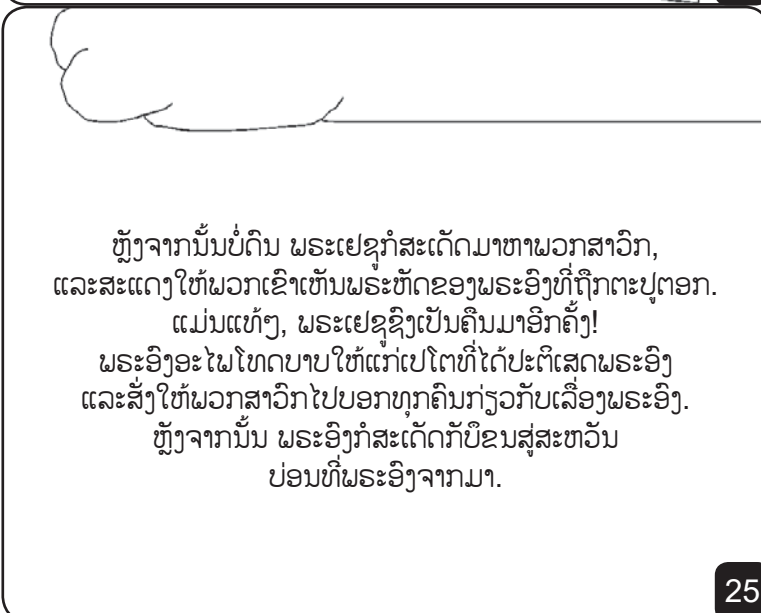 ຫຼັງຈາກນັ້ນບໍ່ດົນ ພຣະເຢຊູກໍສະເດັດມາຫາພວກສາວົກ,
ແລະສະແດງໃຫ້ພວກເຂົາເຫັນພຣະຫັດຂອງພຣະອົງທີ່ຖືກຕະປູຕອກ.
ແມ່ນແທ້ໆ, ພຣະເຢຊູຊົງເປັນຄືນມາອີກຄັ້ງ!
ພຣະອົງອະໄພໂທດບາບໃຫ້ແກ່ເປໂຕທີ່ໄດ້ປະຕິເສດພຣະອົງ
ແລະສັ່ງໃຫ້ພວກສາວົກໄປບອກທຸກຄົນກ່ຽວກັບເລື່ອງພຣະອົງ.
ຫຼັງຈາກນັ້ນ ພຣະອົງກໍສະເດັດກັບຶຂນສູ່ສະຫວັນ
ບ່ອນທີ່ພຣະອົງຈາກມາ.
25